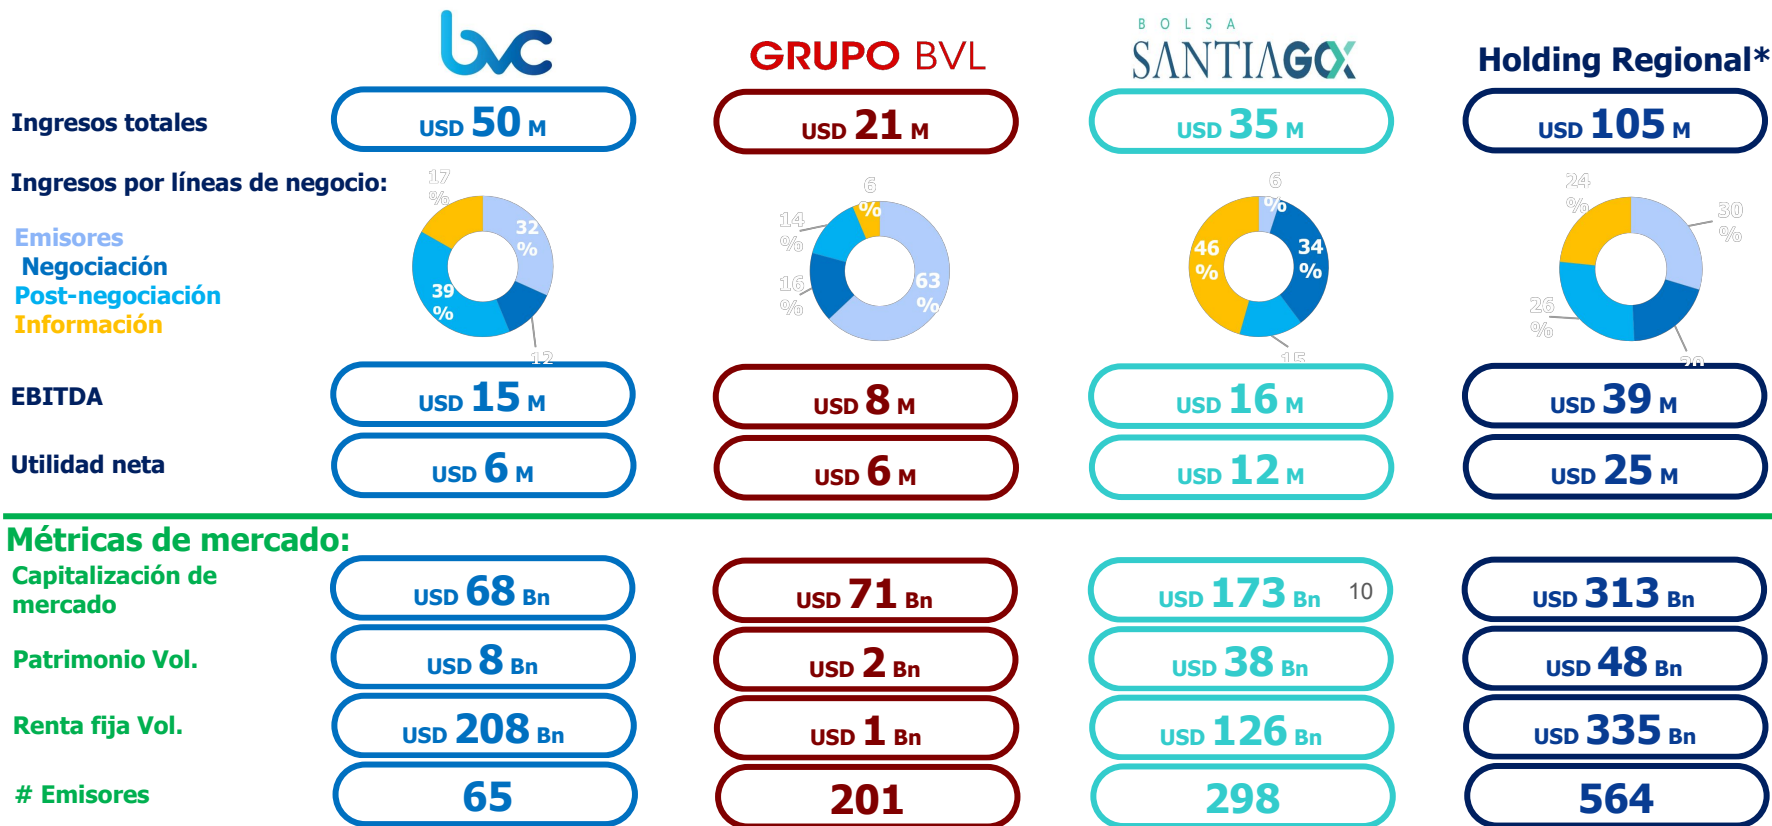 bvc
GRUPO BVL
BOLSA
SANTIAGO X
Holding Regional*
Ingresos totales
USD 50 M
USD 21 M
USD 35 M
USD 105 M
Ingresos por líneas de negocio:
Emisores
Negociación
Post-negociación
Información
17
%
32
%
39
%
12
6
%
14
%
16
%
63
%
6
%
46
%
34
%
15
24
%
30
%
26
%
EBITDA
USD 15 M
USD 8 M
USD 16 M
USD 39 M
Utilidad neta
USD 6 M
USD 6 M
USD 12 M
USD 25 M
Métricas de mercado:
Capitalización de
mercado
USD 68 Bn
USD 71 Bn
USD 173 Bn
10
USD 313 Bn
Patrimonio Vol.
USD 8 Bn
USD 2 Bn
USD 38 Bn
USD 48 Bn
Renta fija Vol.
USD 208 Bn
USD 1 Bn
USD 126 Bn
USD 335 Bn
# Emisores
65
201
298
564